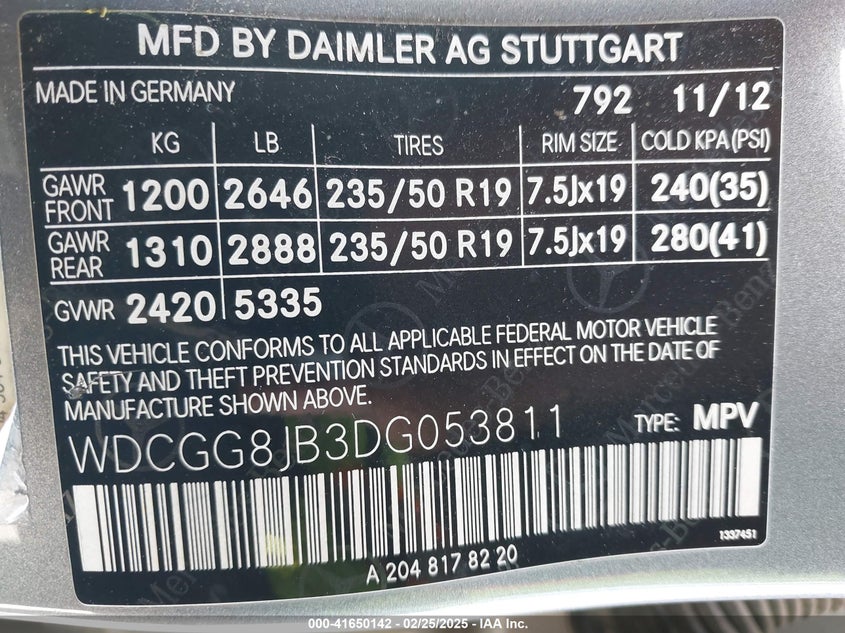 MFD BY DAIMLER AG STUTTGART
MADE IN GERMANY 792 11/12
KG LB TIRES RIM SIZE COLD KPA(PSI)
GAWR FRONT 1200 2646 235/50 R19 7.5Jx19 240(35)
GAWR REAR 1310 2888 235/50 R19 7.5Jx19 280(41)
GVWR 2420 5335
THIS VEHICLE CONFORMS TO ALL APPLICABLE FEDERAL MOTOR VEHICLE
SAFETY AND THEFT PREVENTION STANDARDS IN EFFECT ON THE DATE OF
MANUFACTURE SHOWN ABOVE.
WDCGG8JB3DG053811 TYPE: MPV
1337451
A 204 817 82 20
000-41650142 - 02/25/2025 - IAA Inc.